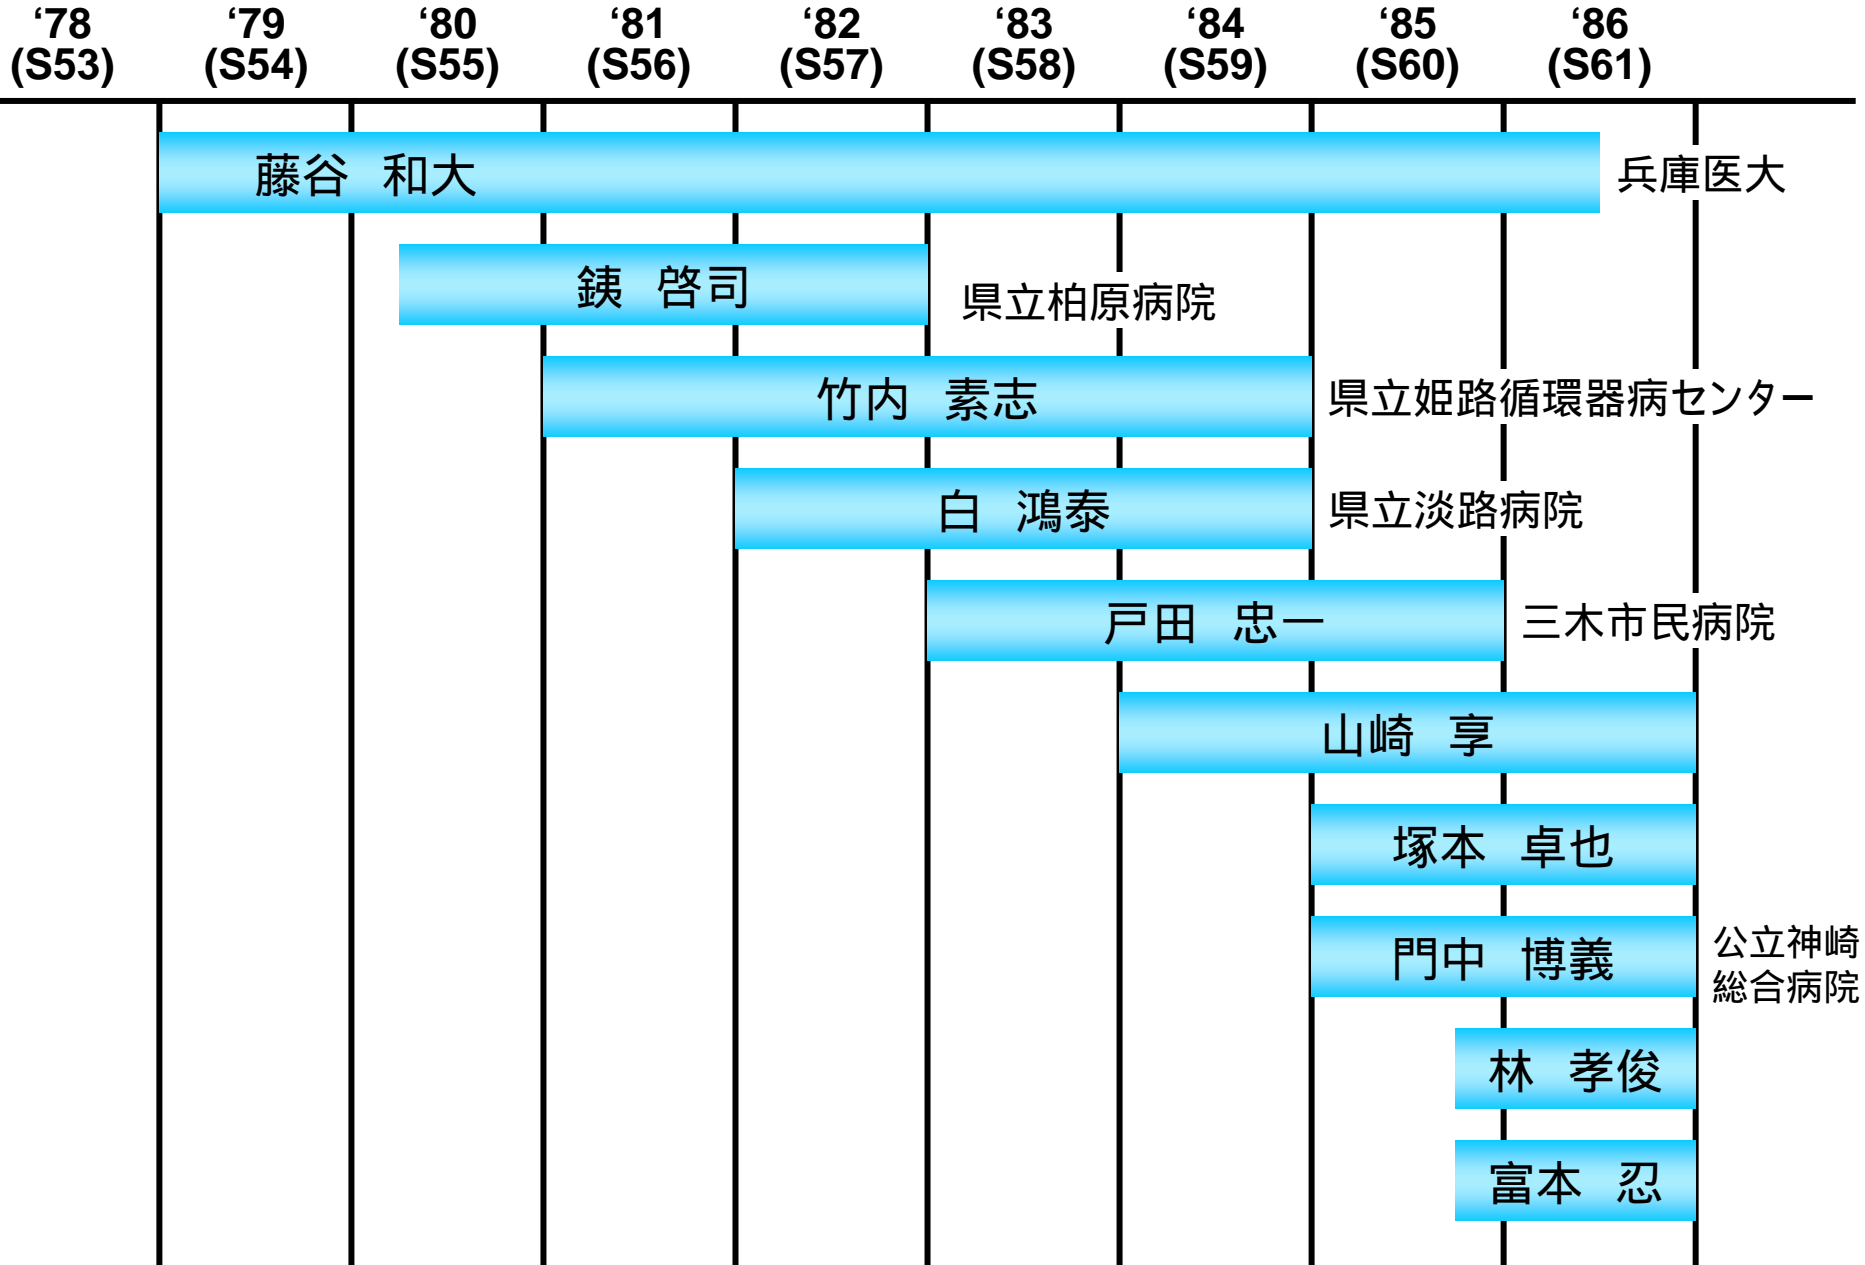 ‘78 ‘79 ‘80 ‘81 ‘82 ‘83 ‘84 ‘85 ‘86
(S53) (S54) (S55) (S56) (S57) (S58) (S59) (S60) (S61)
藤谷 和大 兵庫医大
銕 啓司 県立柏原病院
竹内 素志 県立姫路循環器病センター
白 鴻泰 県立淡路病院
戸田 忠一 三木市民病院
山崎 享
塚本 卓也
門中 博義 公立神崎
総合病院
林 孝俊
富本 忍